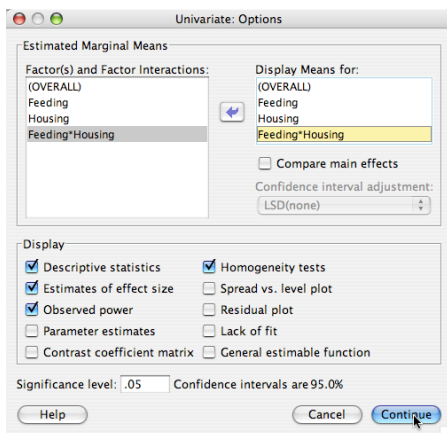 Univariate: Options
Estimated Marginal Means
Factor(s) and Factor Interactions:
(OVERALL)
Feeding
Housing
Feeding*Housing
Display Means for:
(OVERALL)
Feeding
Housing
Feeding*Housing
Compare main effects
Confidence interval adjustment:
LSD(none)
Display
Descriptive statistics
Homogeneity tests
Estimates of effect size
Spread vs. level plot
Observed power
Residual plot
Parameter estimates
Lack of fit
Contrast coefficient matrix
General estimable function
Significance level: .05 Confidence intervals are 95.0%
Help
Cancel
Continue